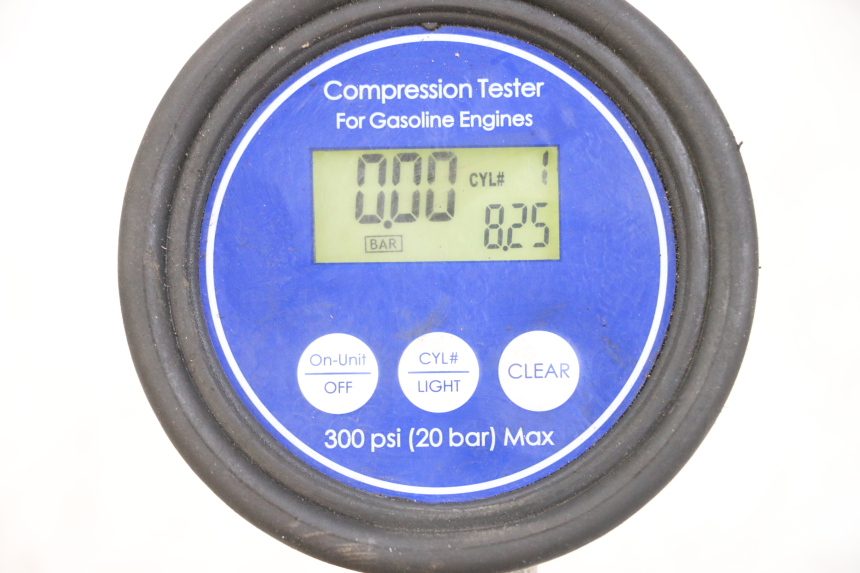 Compression Tester
For Gasoline Engines
0.00 CYL# 1
BAR 8.25
On-Unit CYL# CLEAR
OFF LIGHT
300 psi (20 bar) Max